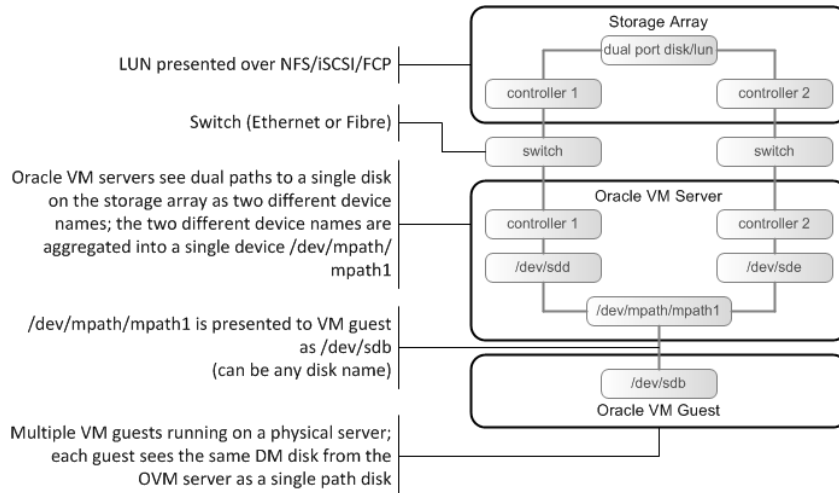 Storage Array
dual port disk/lun
LUN presented over NFS/iSCSI/FCP
controller 1
controller 2
Switch (Ethernet or Fibre)
switch
switch
Oracle VM servers see dual paths to a single disk
on the storage array as two different device
names; the two different device names are
aggregated into a single device /dev/mpath/
mpath1
Oracle VM Server
controller 1
controller 2
/dev/sdd
/dev/sde
/dev/mpath/mpath1
/dev/mpath/mpath1 is presented to VM guest
as /dev/sdb
(can be any disk name)
/dev/sdb
Oracle VM Guest
Multiple VM guests running on a physical server;
each guest sees the same DM disk from the
OVM server as a single path disk